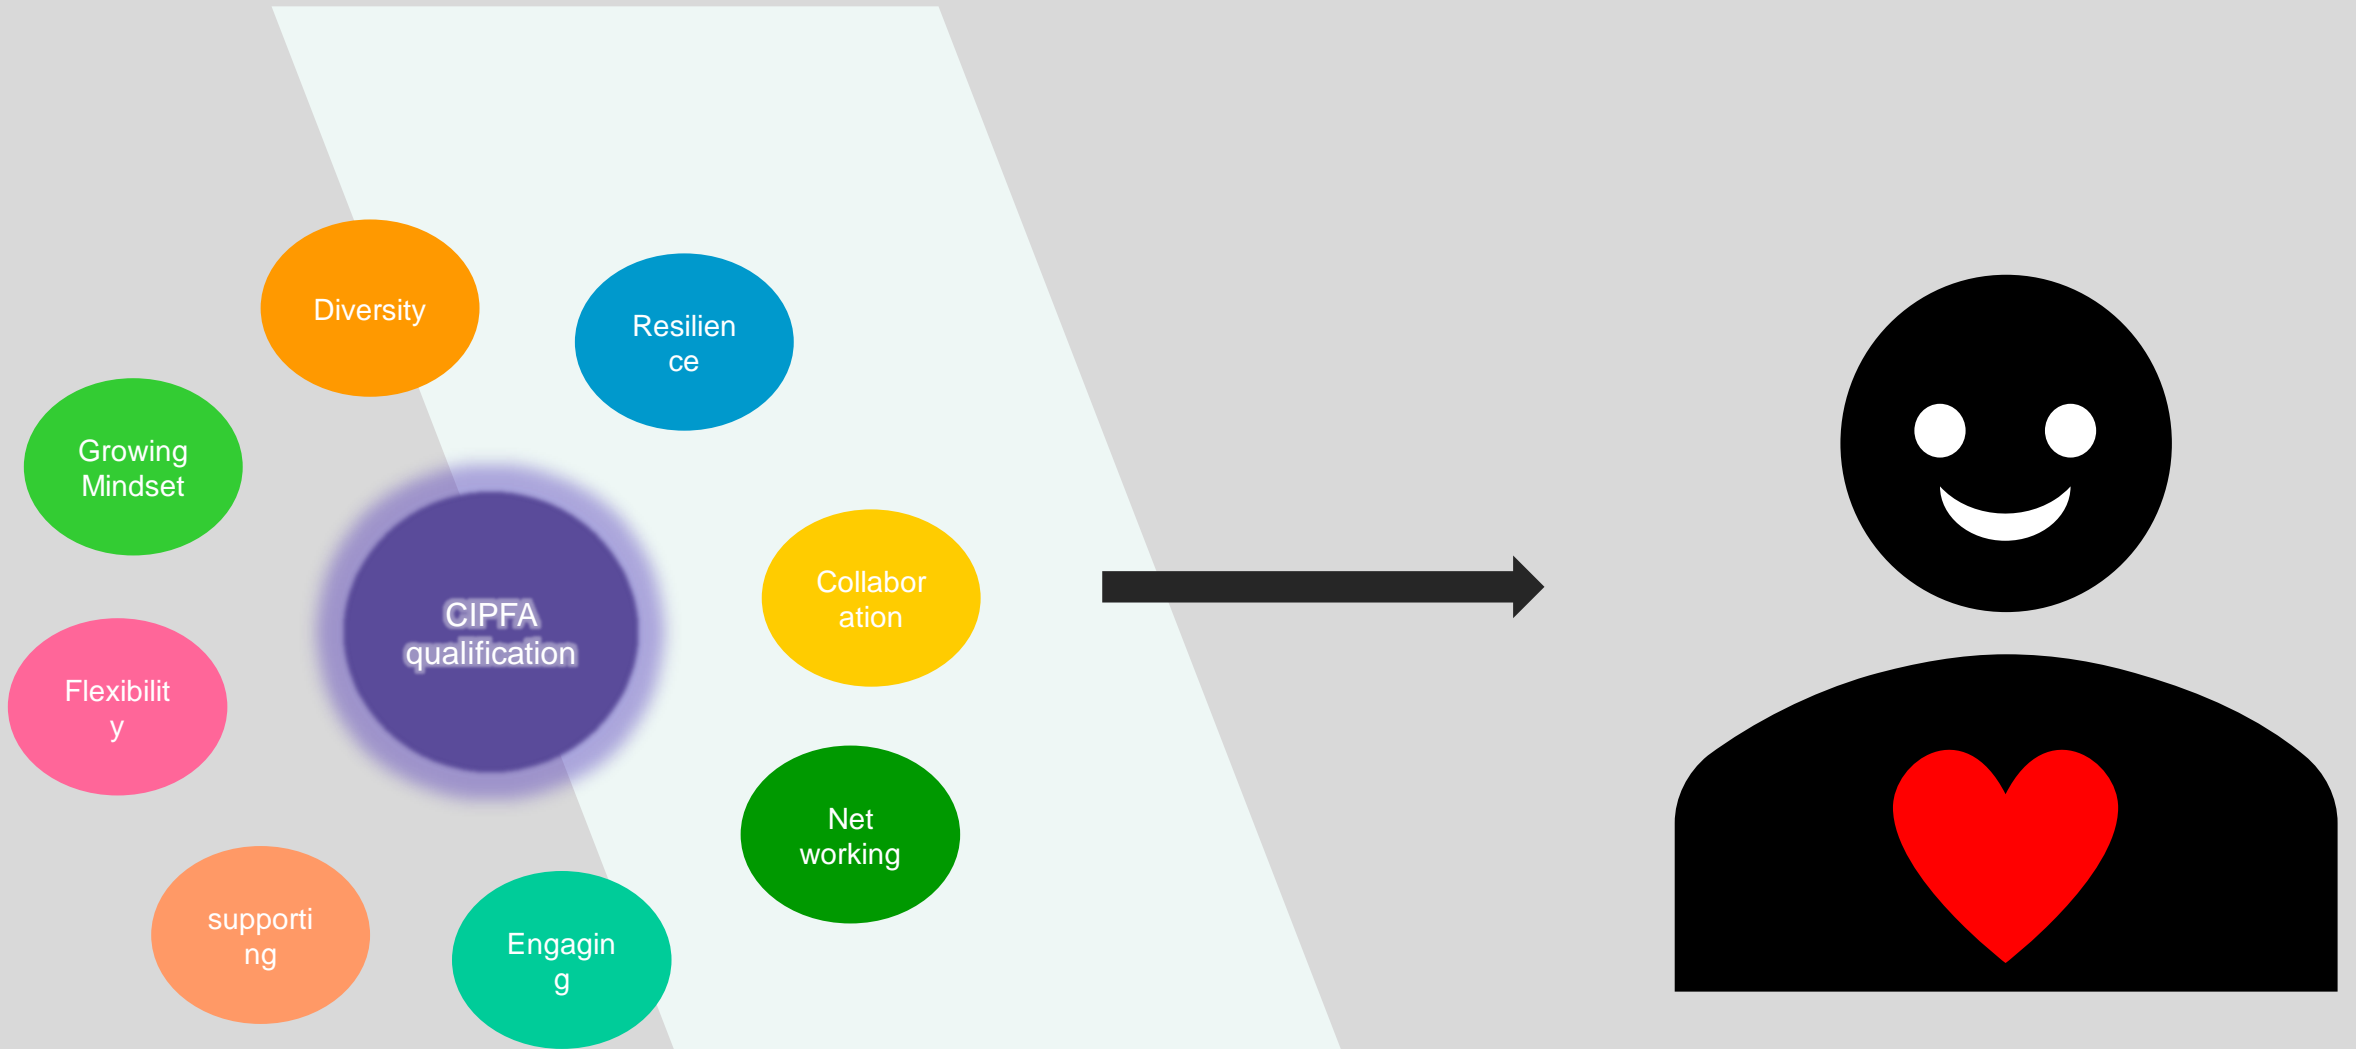 Diversity
Resilien
ce
Growing
Mindset
CIPFA
qualification
Collabor
ation
Flexibilit
y
Net
working
supporti
ng
Engagin
g